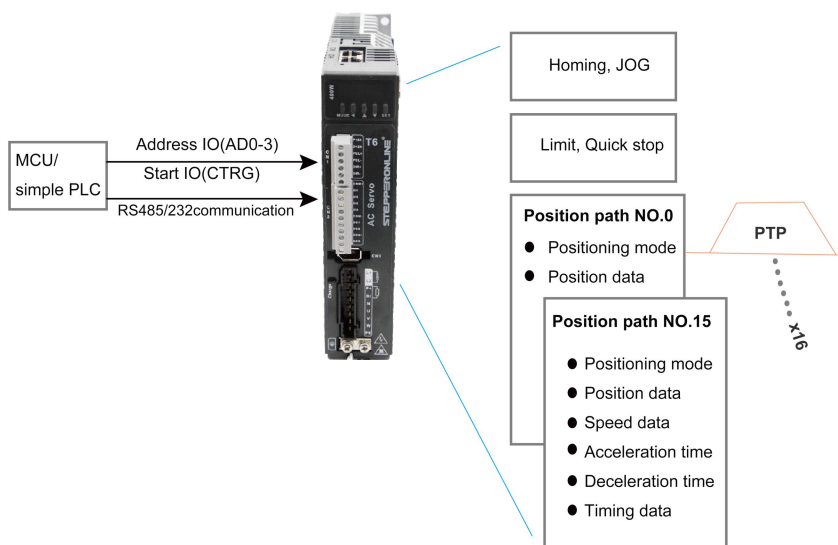 MCU/
simple PLC
Address IO(AD0-3)
Start IO(CTRG)
RS485/232communication
400W
MODE
SET
T6
AC Servo
STEPPERONLINE®
Charge
Homing, JOG
Limit, Quick stop
Position path NO.0
● Positioning mode
● Position data
PTP
x16
Position path NO.15
● Positioning mode
● Position data
● Speed data
● Acceleration time
● Deceleration time
● Timing data